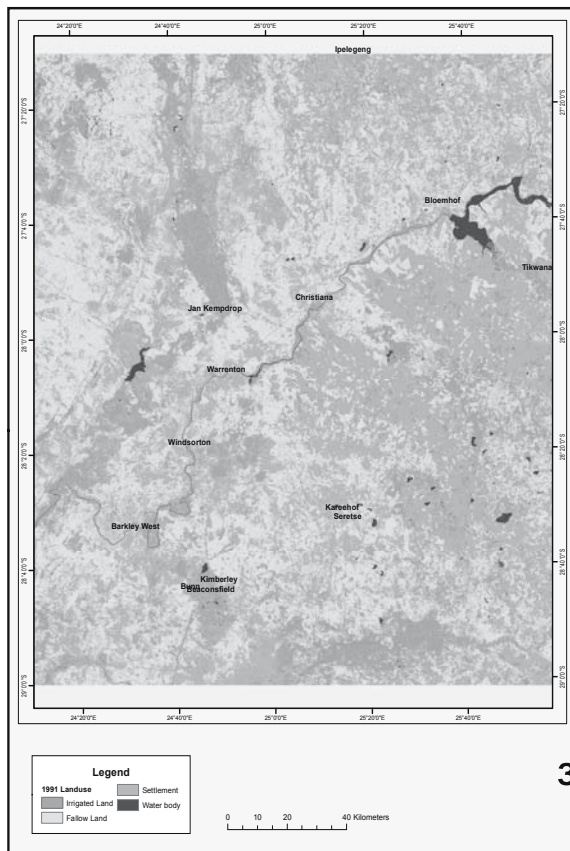 24°20'0"E 24°40'0"E 25°0'0"E 25°20'0"E 25°40'0"E
Ipelegeng
27°20'0"S 27°20'0"S
Bloemhof
27°40'0"S 27°40'0"S
Tikwana
Christiana
Jan Kempdrop
28°0'0"S 28°0'0"S
Warrenton
Windsorton
28°20'0"S 28°20'0"S
Kareehof
Seretse
Barkley West
28°40'0"S 28°40'0"S
Kimberley
Bunn
Beaconsfield
29°0'0"S 29°0'0"S
24°20'0"E 24°40'0"E 25°0'0"E 25°20'0"E 25°40'0"E
3
Legend
1991 Landuse
Settlement
Irrigated Land
Water body
Fallow Land
0 10 20 40 Kilometers